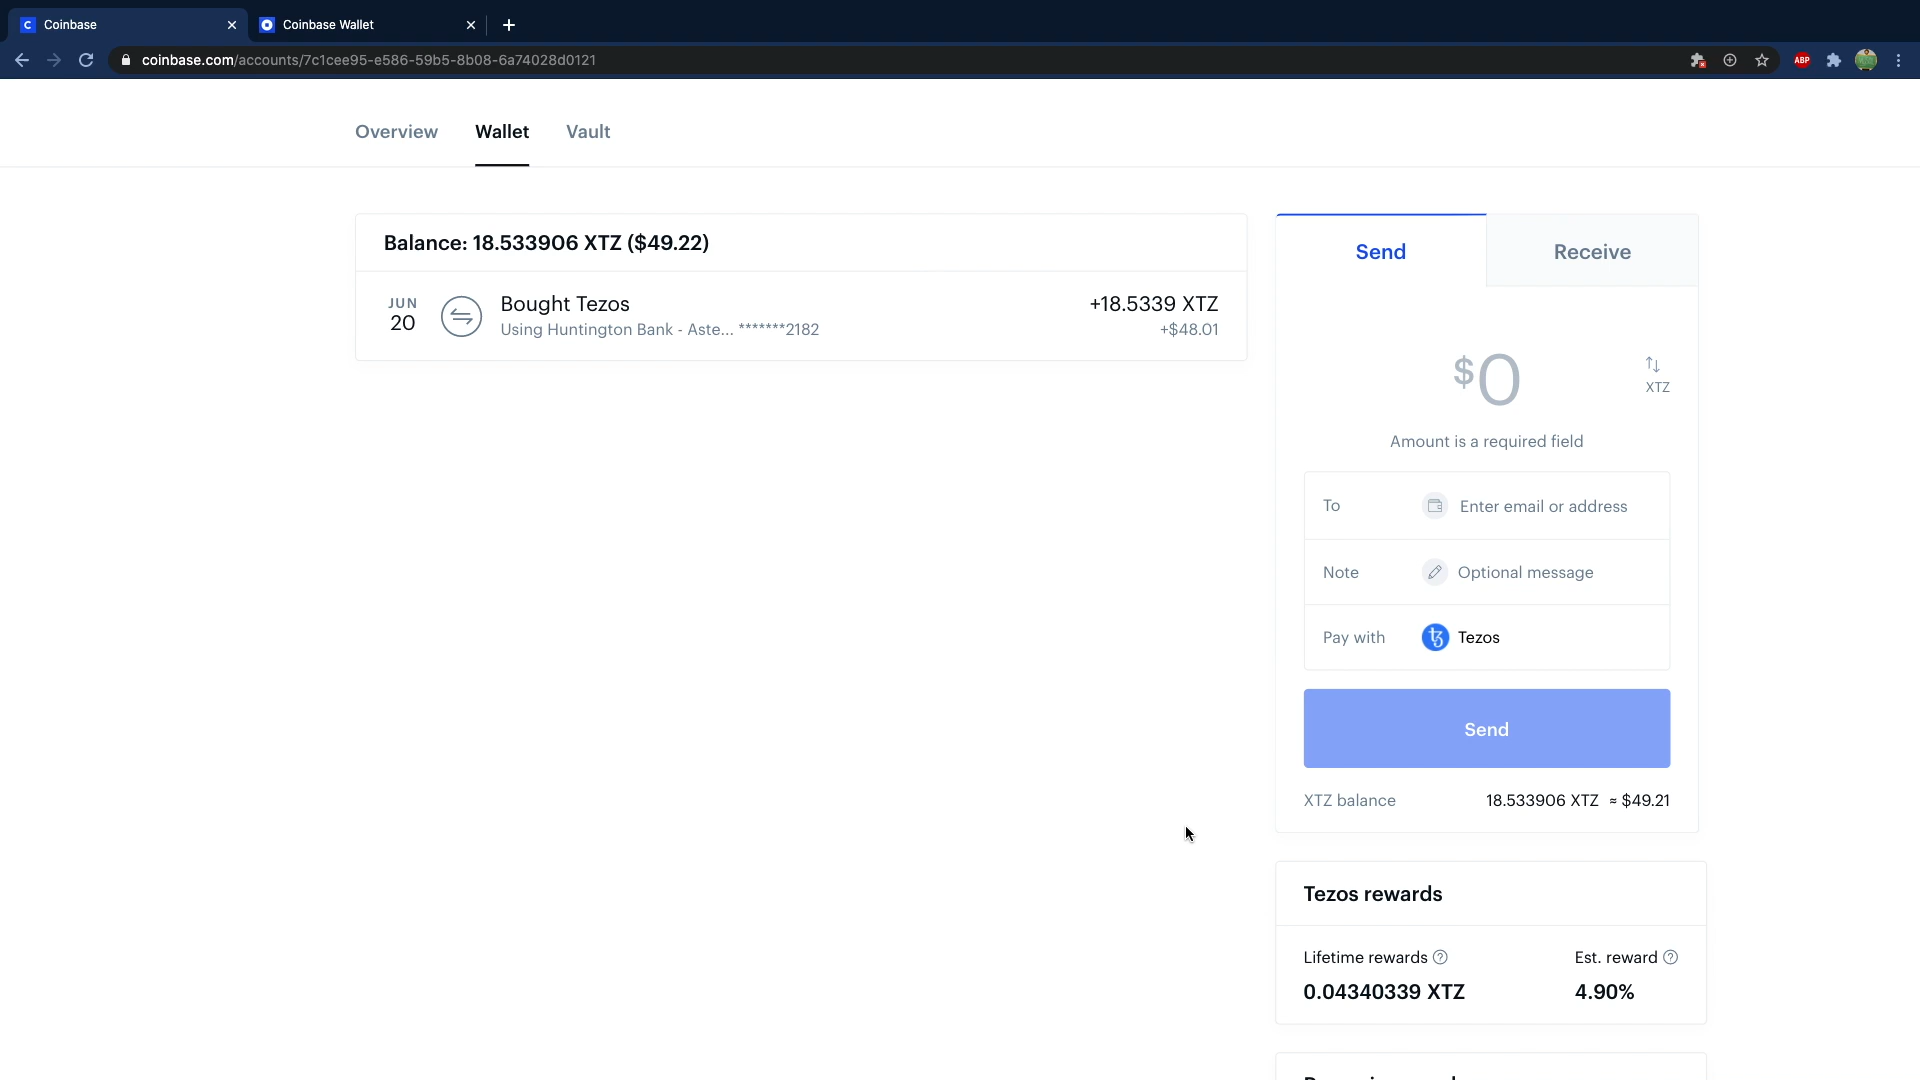 Coinbase
Coinbase Wallet
coinbase.com/accounts/7c1cee95-e586-59b5-8b08-6a74028d0121
ABP
Overview
Wallet
Vault
Balance: 18.533906 XTZ ($49.22)
JUN
20
Bought Tezos
Using Huntington Bank - Aste... *******2182
+18.5339 XTZ
+$48.01
Send
Receive
$0
XTZ
Amount is a required field
To
Enter email or address
Note
Optional message
Pay with
Tezos
Send
XTZ balance
18.533906 XTZ ≈ $49.21
Tezos rewards
Lifetime rewards
Est. reward
0.04340339 XTZ
4.90%